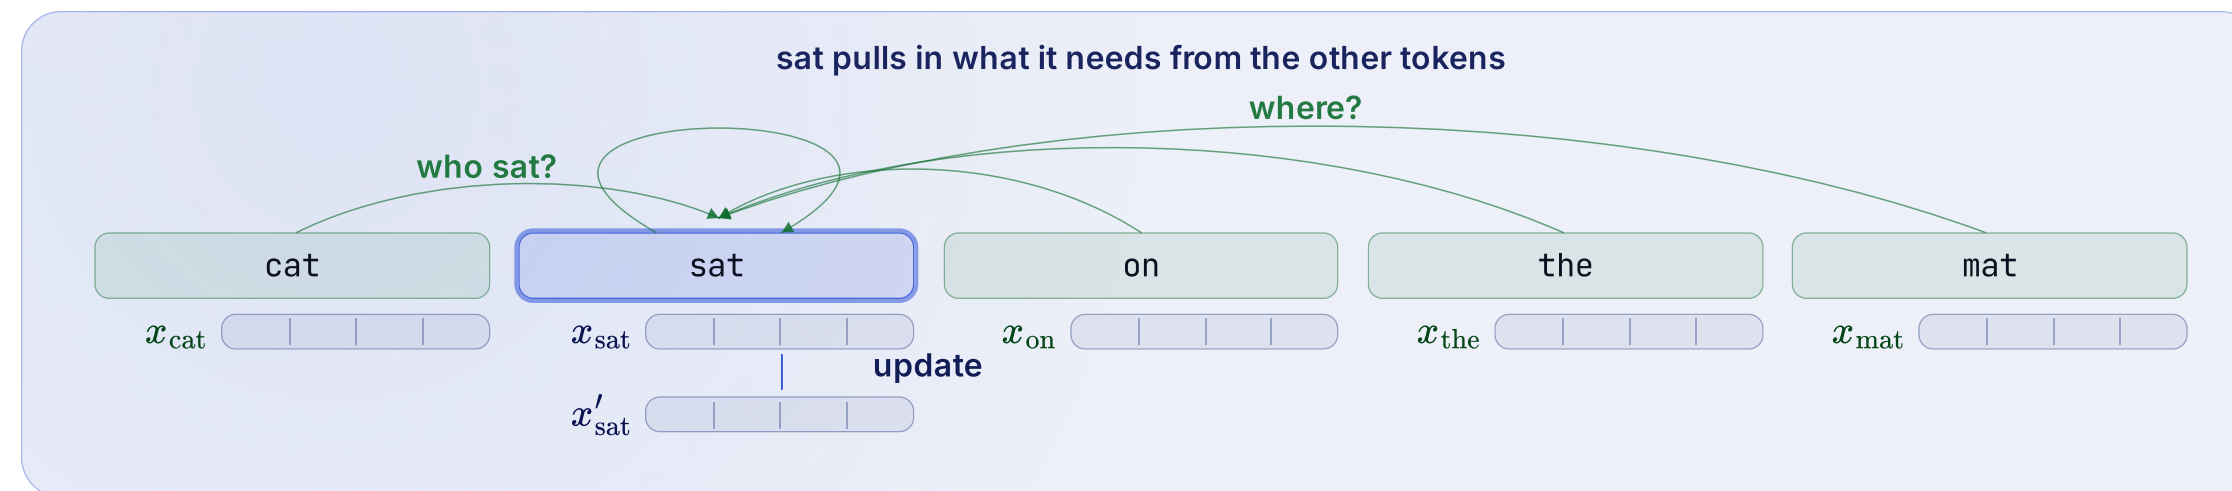 sat pulls in what it needs from the other tokens
where?
who sat?
cat sat on the mat
x_cat x_sat x_on x_the x_mat
update
x′_sat